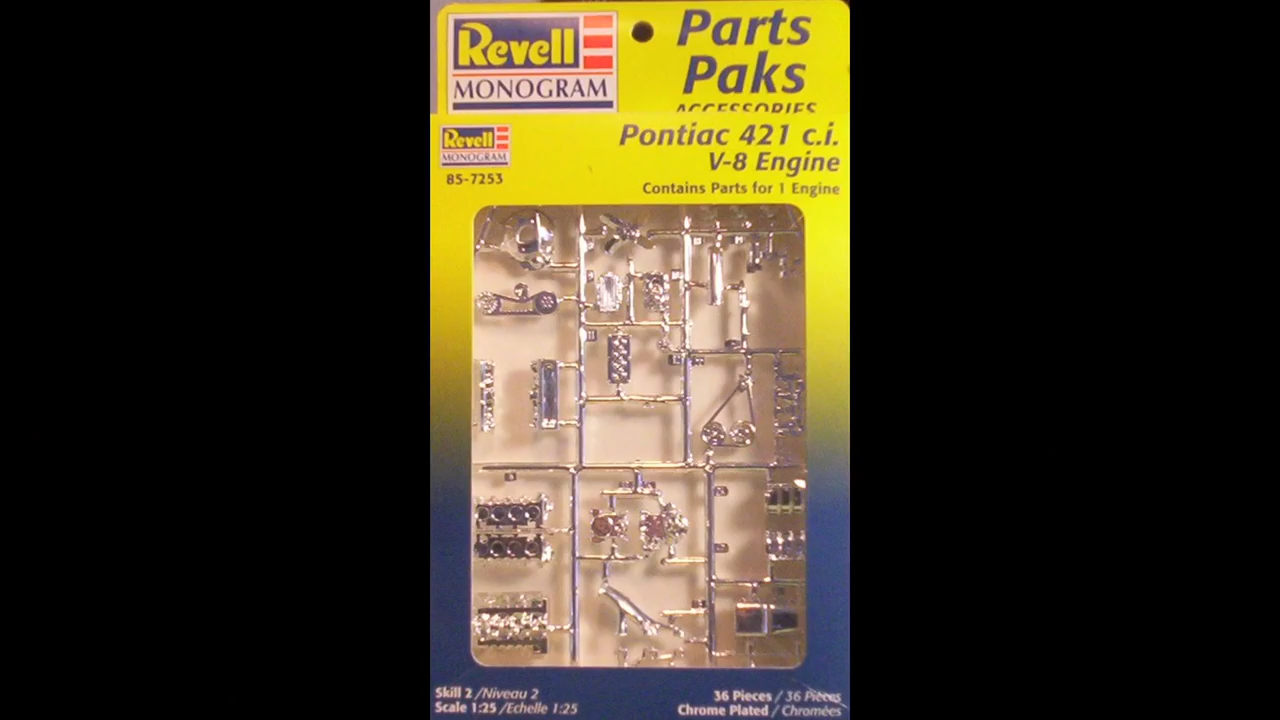 Revell
MONOGRAM
Parts
Paks
ACCESSORIES
Revell
MONOGRAM
85-7253
Pontiac 421 c.i.
V-8 Engine
Contains Parts for 1 Engine
Skill 2 /Niveau 2
Scale 1:25 /Echelle 1:25
36 Pieces / 36 Pièces
Chrome Plated / Chromées